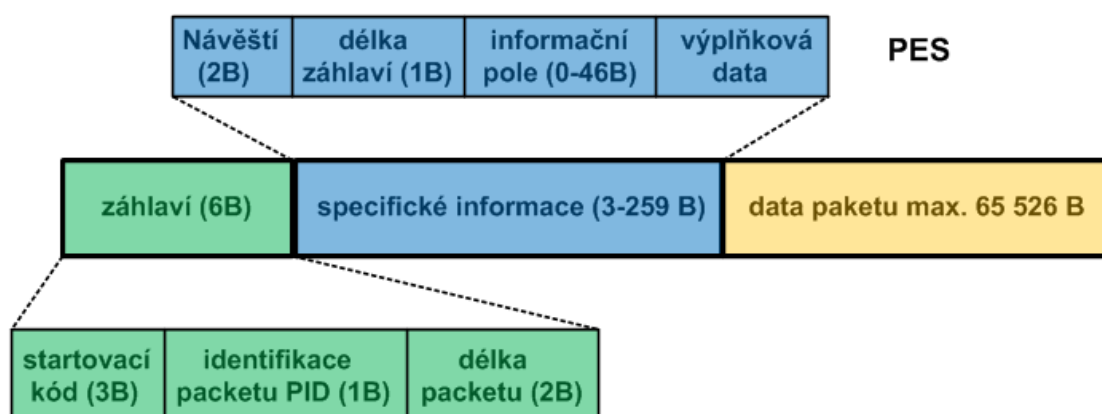 Návěští
(2B)
délka
záhlaví (1B)
informační
pole (0-46B)
výplňková
data
PES
záhlaví (6B)
specifické informace (3-259 B)
data paketu max. 65 526 B
startovací
kód (3B)
identifikace
packetu PID (1B)
délka
packetu (2B)